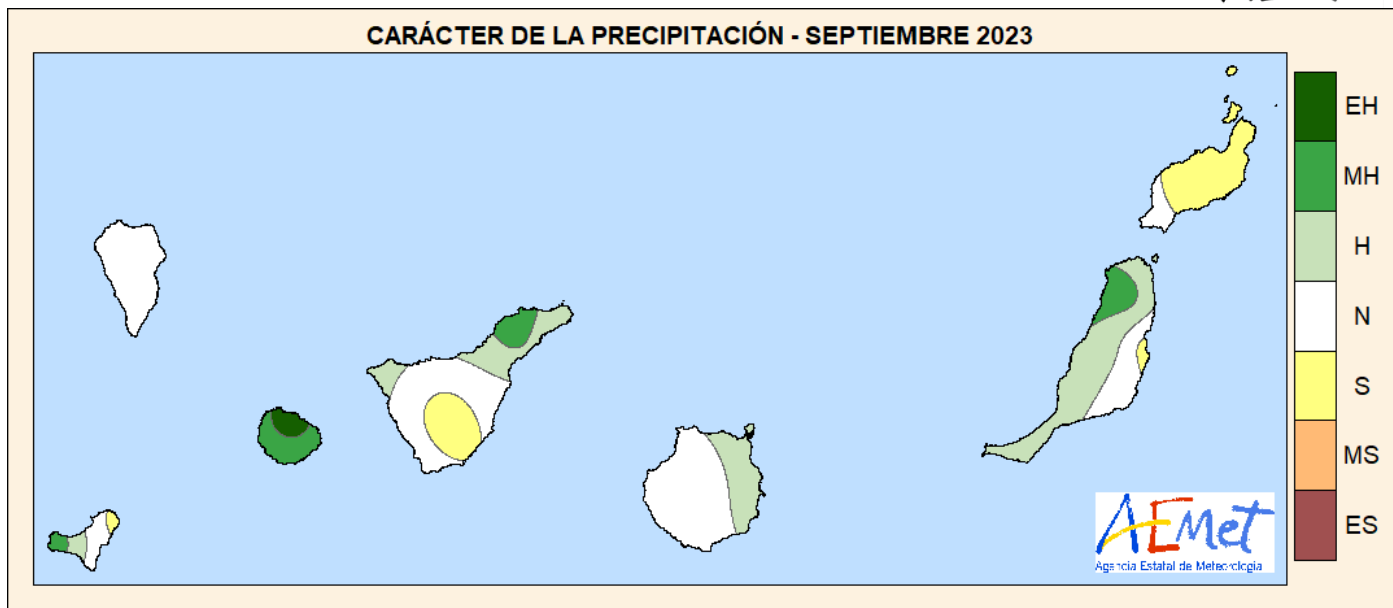 CARÁCTER DE LA PRECIPITACIÓN - SEPTIEMBRE 2023
EH
MH
H
N
S
MS
ES
AEMet
Agencia Estatal de Meteorología